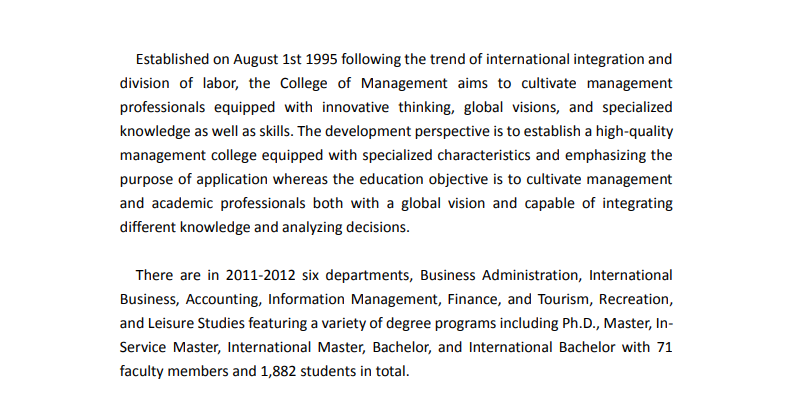 Established on August 1st 1995 following the trend of international integration and
division of labor, the College of Management aims to cultivate management
professionals equipped with innovative thinking, global visions, and specialized
knowledge as well as skills. The development perspective is to establish a high-quality
management college equipped with specialized characteristics and emphasizing the
purpose of application whereas the education objective is to cultivate management
and academic professionals both with a global vision and capable of integrating
different knowledge and analyzing decisions.
There are in 2011-2012 six departments, Business Administration, International
Business, Accounting, Information Management, Finance, and Tourism, Recreation,
and Leisure Studies featuring a variety of degree programs including Ph.D., Master, In-
Service Master, International Master, Bachelor, and International Bachelor with 71
faculty members and 1,882 students in total.